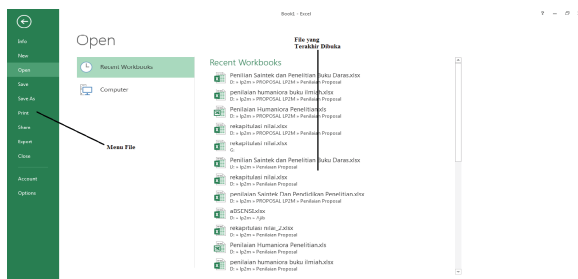 Book1 - Excel
Info
New
Open
Save
Save As
Print
Share
Export
Close
Account
Options
Open
Recent Workbooks
Computer
Menu File
File yang
Terakhir Dibuka
Recent Workbooks
Penilian Saintek dan Penelitian Buku Daras.xlsx
D: » lp2m » PROPOSAL LP2M » Penilaian Proposal
penilaian humaniora buku ilmiah.xlsx
D: » lp2m » PROPOSAL LP2M » Penilaian Proposal
Penilaian Humaniora Penelitian.xls
D: » lp2m » PROPOSAL LP2M » Penilaian Proposal
rekapitulasi nilai.xlsx
D: » lp2m » PROPOSAL LP2M » Penilaian Proposal
rekapitulasi nilai.xlsx
G:
Penilian Saintek dan Penelitian Buku Daras.xlsx
D: » lp2m » Penilaian Proposal
rekapitulasi nilai.xlsx
D: » lp2m » Penilaian Proposal
penilaian Saintek Dan Pendidikan Penelitian.xlsx
D: » lp2m » PROPOSAL LP2M » Penilaian Proposal
aBSENSI.xlsx
D: » lp2m » Ajib
rekapitulasi nilai_2.xlsx
D: » lp2m » Penilaian Proposal
Penilaian Humaniora Penelitian.xls
D: » lp2m » Penilaian Proposal
penilaian humaniora buku ilmiah.xlsx
D: » lp2m » Penilaian Proposal